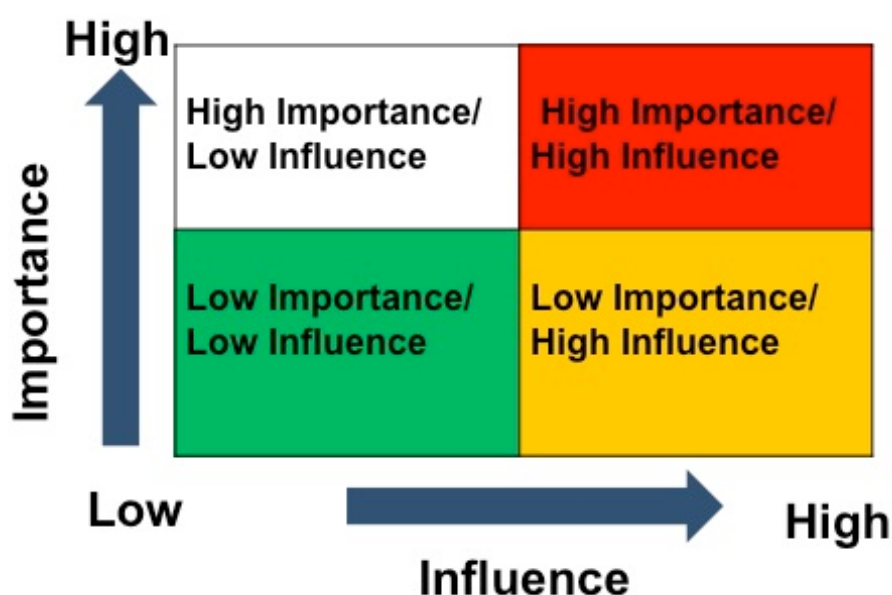 High
High Importance/
Low Influence
High Importance/
High Influence
Importance
Low Importance/
Low Influence
Low Importance/
High Influence
Low
High
Influence